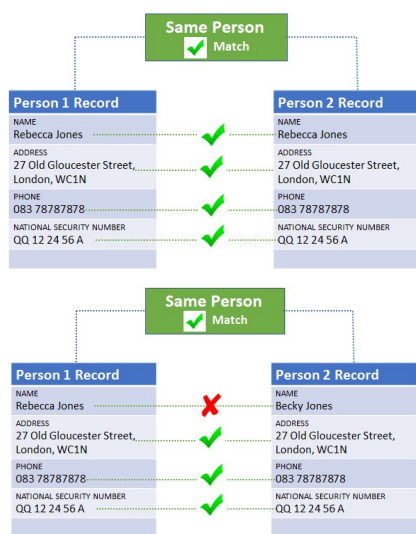 Same Person
Match
Person 1 Record
Person 2 Record
NAME
Rebecca Jones
NAME
Rebecca Jones
ADDRESS
27 Old Gloucester Street,
London, WC1N
ADDRESS
27 Old Gloucester Street,
London, WC1N
PHONE
083 78787878
PHONE
083 78787878
NATIONAL SECURITY NUMBER
QQ 12 24 56 A
NATIONAL SECURITY NUMBER
QQ 12 24 56 A
Same Person
Match
Person 1 Record
Person 2 Record
NAME
Rebecca Jones
NAME
Becky Jones
ADDRESS
27 Old Gloucester Street,
London, WC1N
ADDRESS
27 Old Gloucester Street,
London, WC1N
PHONE
083 78787878
PHONE
083 78787878
NATIONAL SECURITY NUMBER
QQ 12 24 56 A
NATIONAL SECURITY NUMBER
QQ 12 24 56 A